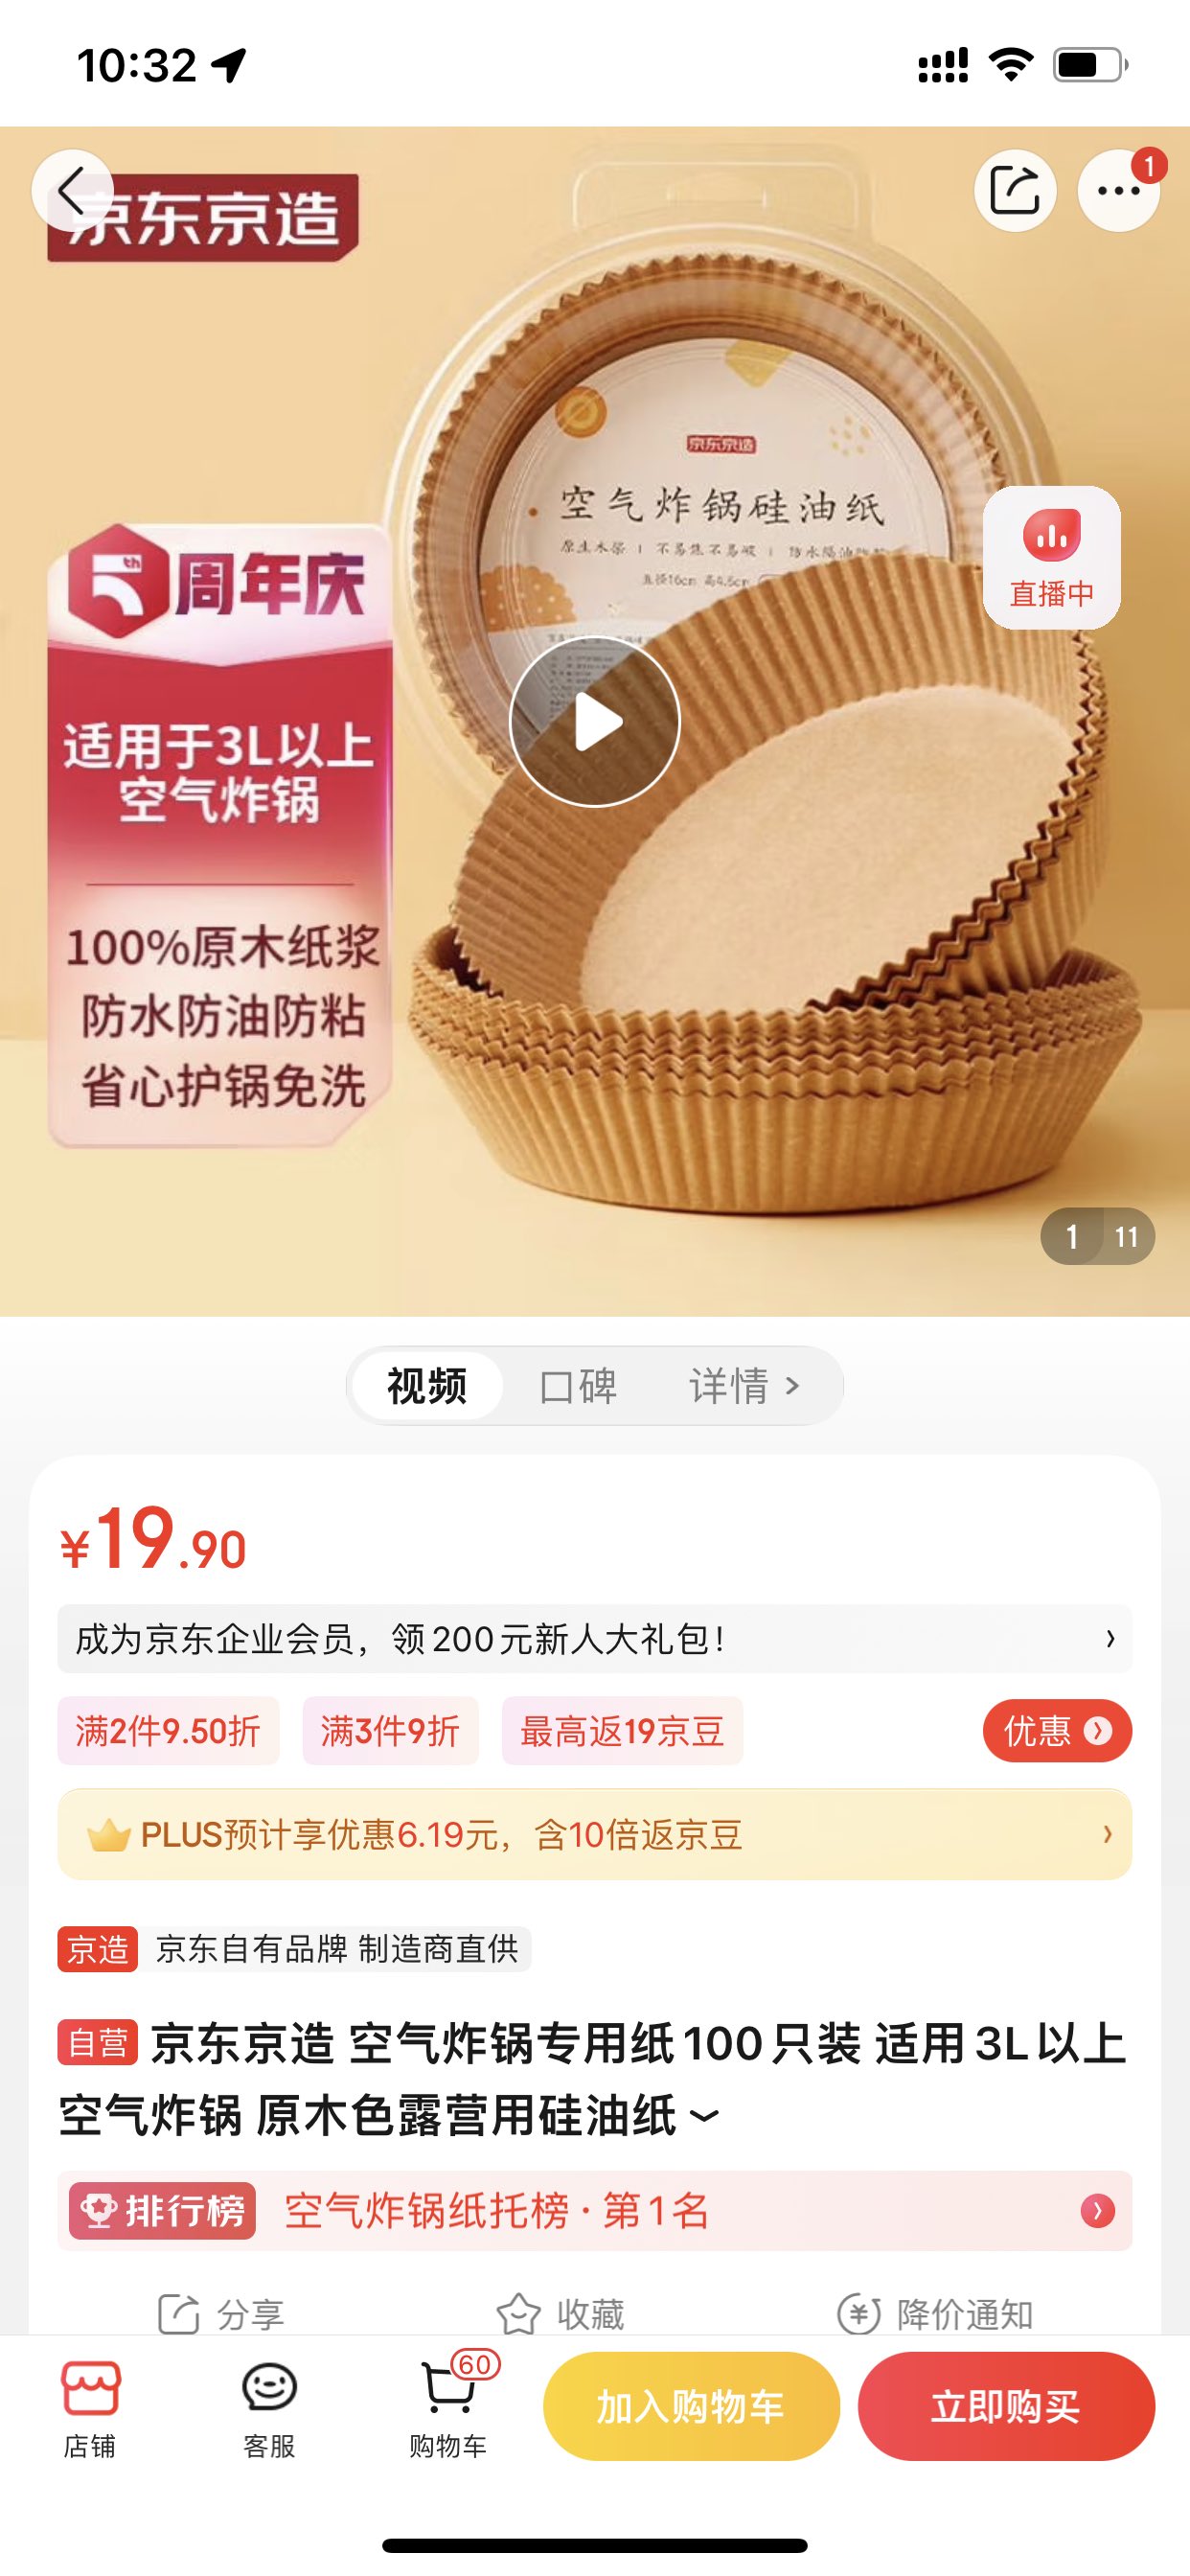 10:32
1
京东京造
京东京造
空气炸锅硅油纸
原生木浆 | 不易焦不易破 |
直径16cm 高4.5cm
直播中
5th周年庆
适用于3L以上
空气炸锅
100%原木纸浆
防水防油防粘
省心护锅免洗
1 11
视频 口碑 详情 >
¥19.90
成为京东企业会员，领200元新人大礼包！
满2件9.50折 满3件9折 最高返19京豆 优惠
PLUS预计享优惠6.19元，含10倍返京豆
京造 京东自有品牌 制造商直供
自营 京东京造 空气炸锅专用纸100只装 适用3L以上
空气炸锅 原木色露营用硅油纸
排行榜 空气炸锅纸托榜·第1名
分享 收藏 降价通知
60
店铺 客服 购物车 加入购物车 立即购买